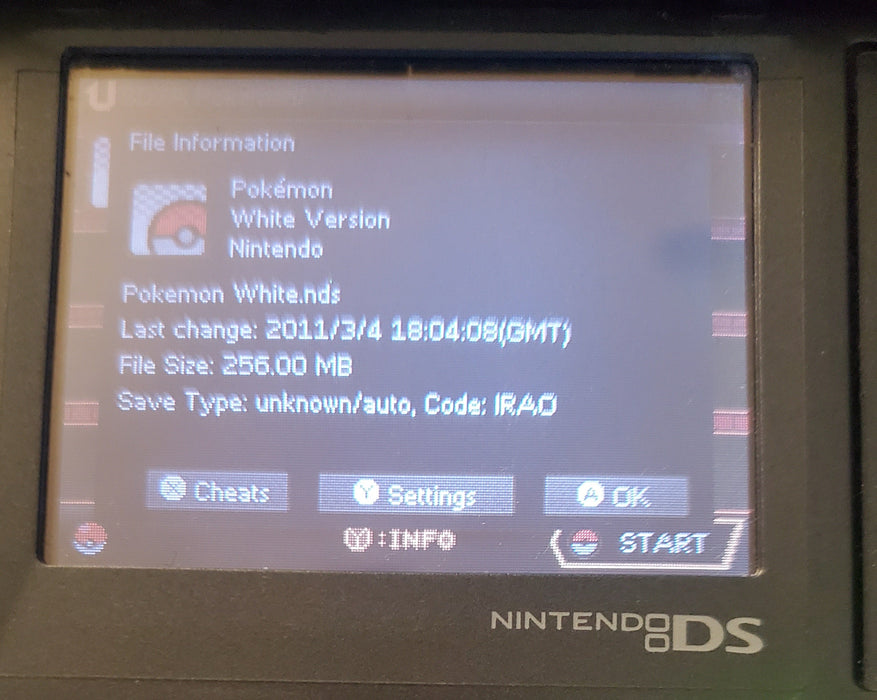 File Information
Pokémon
White Version
Nintendo
Pokemon White.nds
Last change: 2011/3/4 18:04:08(GMT)
File Size: 256.00 MB
Save Type: unknown/auto, Code: IRAO
X Cheats
Y Settings
A OK
Y :INFO
START
NINTENDO DS